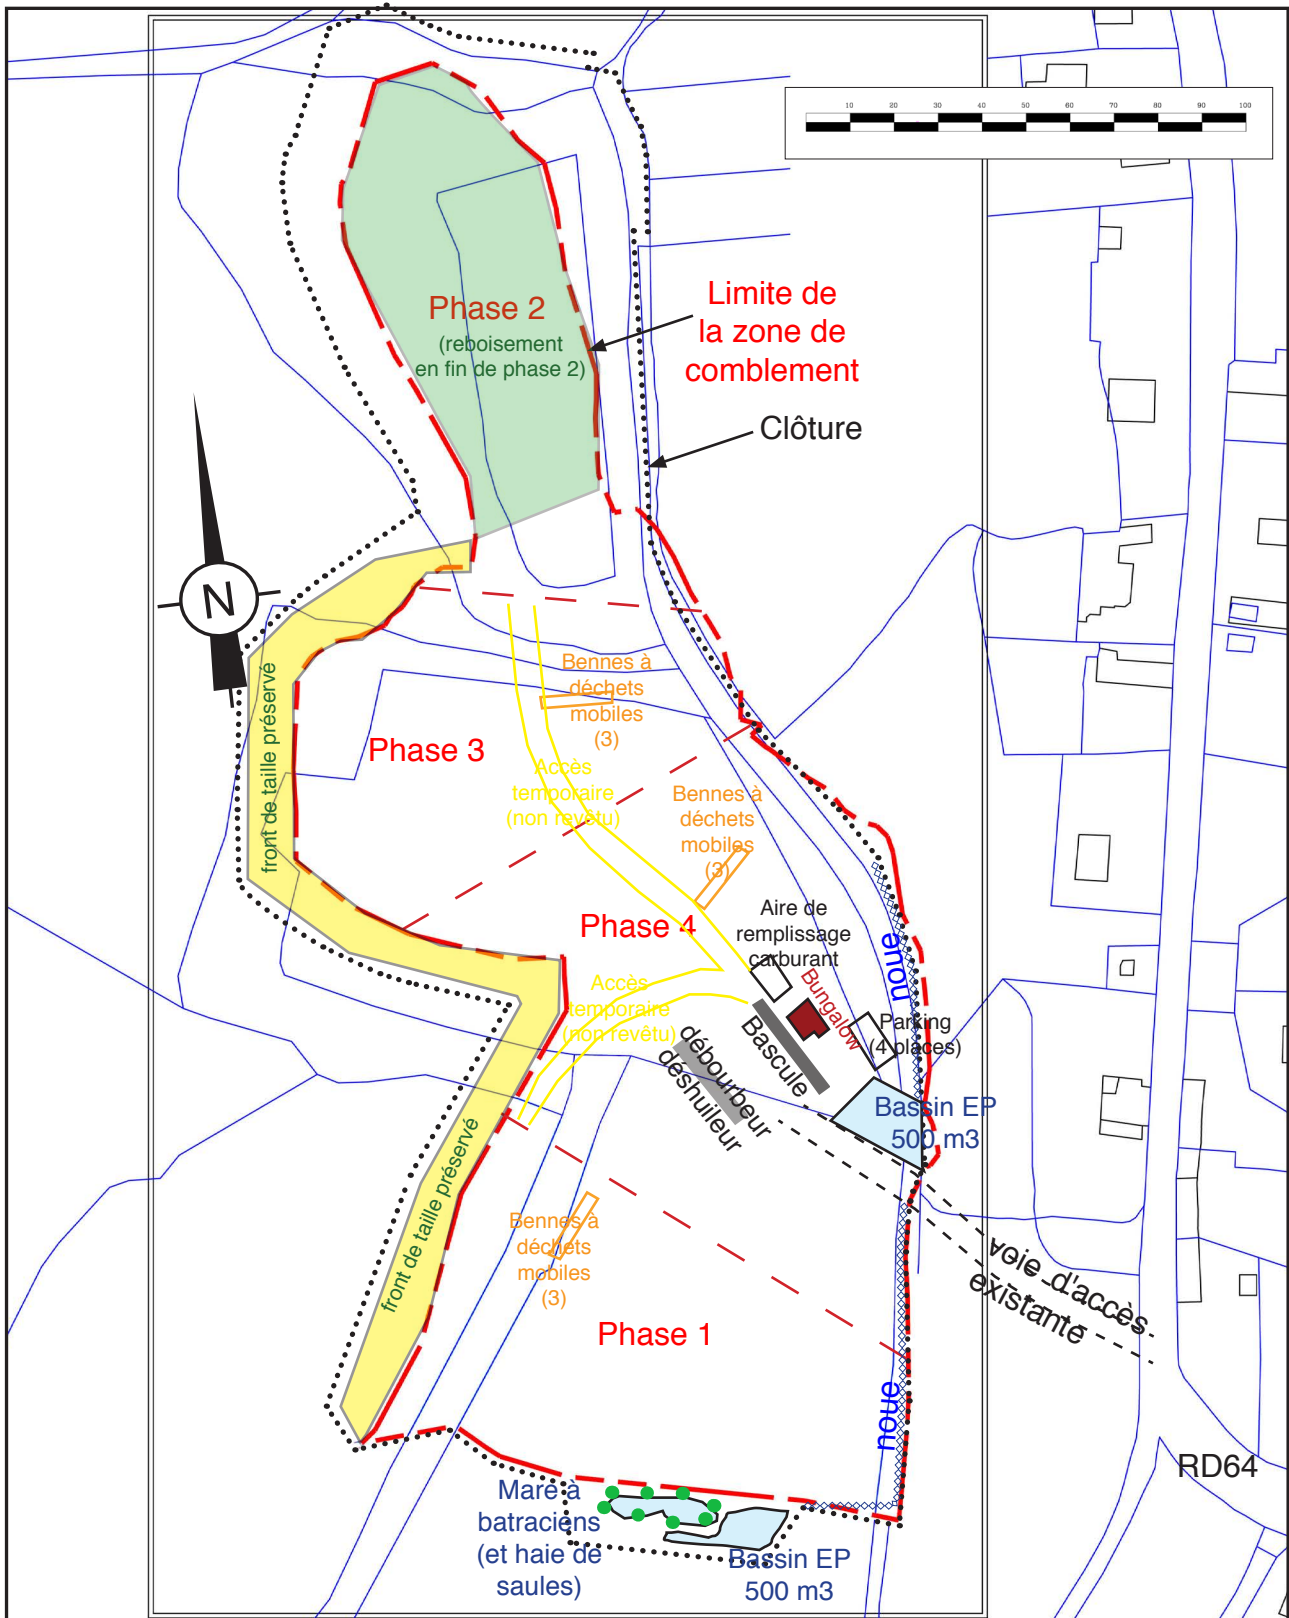 10 20 30 40 50 60 70 80 90 100
Phase 2
(reboisement
en fin de phase 2)
Limite de
la zone de
comblement
Clôture
N
front de taille préservé
Bennes à
déchets
mobiles
(3)
Phase 3
Accès
temporaire
(non revêtu)
Bennes à
déchets
mobiles
(3)
Phase 4
Aire de
remplissage
carburant
noue
Bungalow
Bascule
Parking
(4 places)
Accès
temporaire
(non revêtu)
débourbeur
déshuileur
Bassin EP
500 m3
front de taille préservé
Bennes à
déchets
mobiles
(3)
voie d'accès
existante
Phase 1
noue
RD64
Mare à
batraciens
(et haie de
saules)
Bassin EP
500 m3